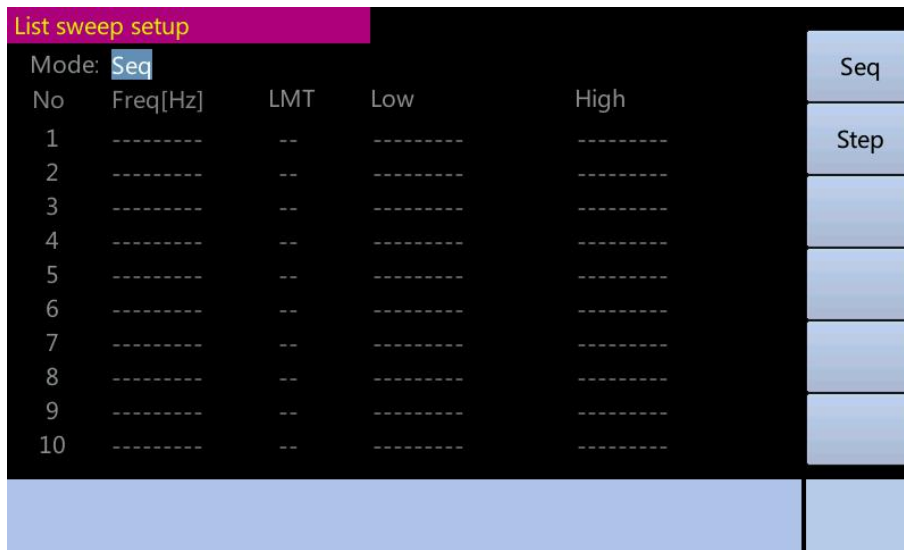 List sweep setup
Mode: Seq
No Freq[Hz] LMT Low High
1 --------- -- --------- ---------
2 --------- -- --------- ---------
3 --------- -- --------- ---------
4 --------- -- --------- ---------
5 --------- -- --------- ---------
6 --------- -- --------- ---------
7 --------- -- --------- ---------
8 --------- -- --------- ---------
9 --------- -- --------- ---------
10 --------- -- --------- ---------
Seq
Step